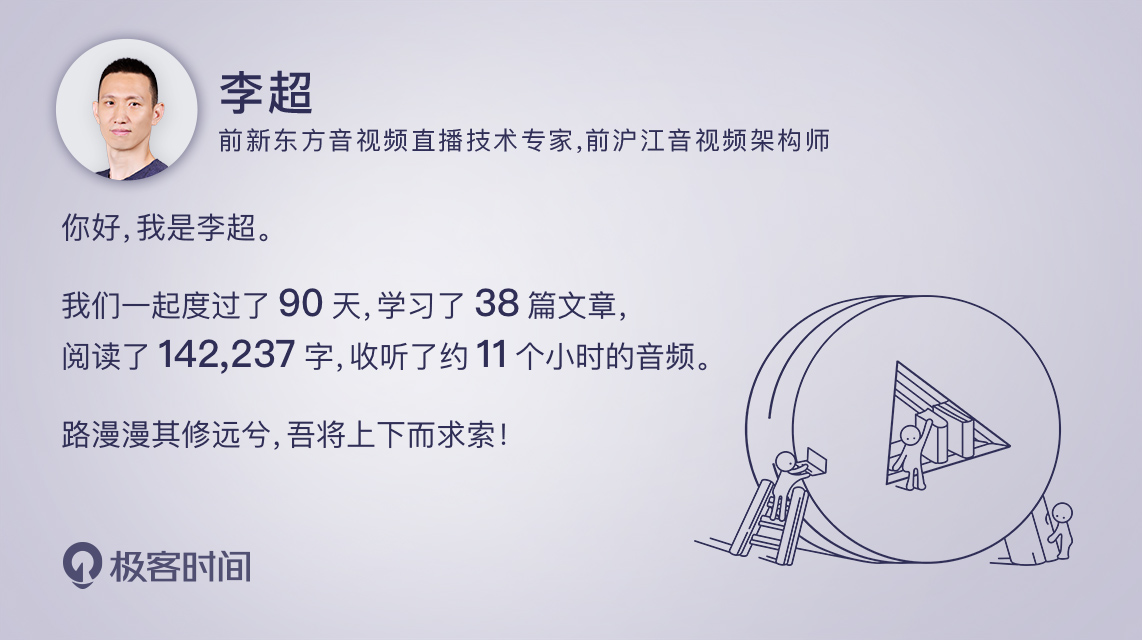 李超
前新东方音视频直播技术专家,前沪江音视频架构师
你好,我是李超。
我们一起度过了 90 天,学习了 38 篇文章,
阅读了 142,237 字,收听了约 11 个小时的音频。
路漫漫其修远兮,吾将上下而求索!
极客时间